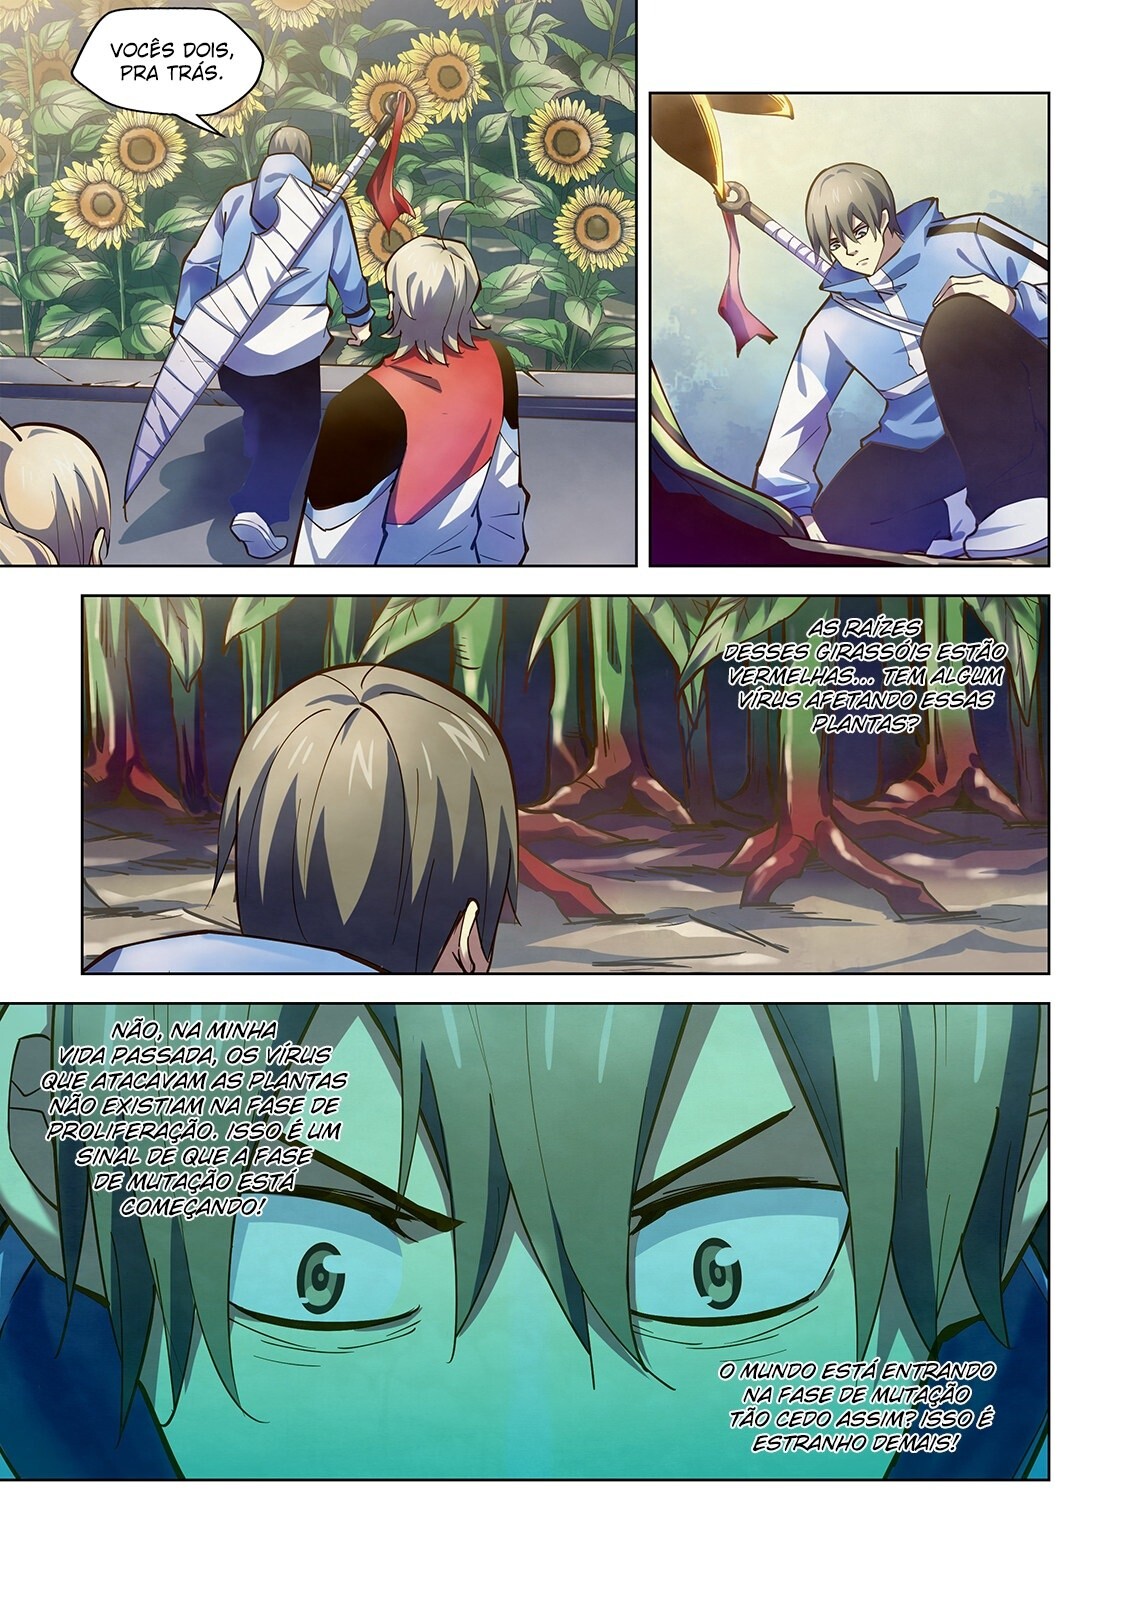 VOCÊS DOIS,
PRA TRÁS.
AS RAÍZES
DESSES GIRASSÓIS ESTÃO
VERMELHAS... TEM ALGUM
VÍRUS AFETANDO ESSAS
PLANTAS?
NÃO, NA MINHA
VIDA PASSADA, OS VÍRUS
QUE ATACAVAM AS PLANTAS
NÃO EXISTIAM NA FASE DE
PROLIFERAÇÃO. ISSO É UM
SINAL DE QUE A FASE
DE MUTAÇÃO ESTÁ
COMEÇANDO!
O MUNDO ESTÁ ENTRANDO
NA FASE DE MUTAÇÃO
TÃO CEDO ASSIM? ISSO É
ESTRANHO DEMAIS!